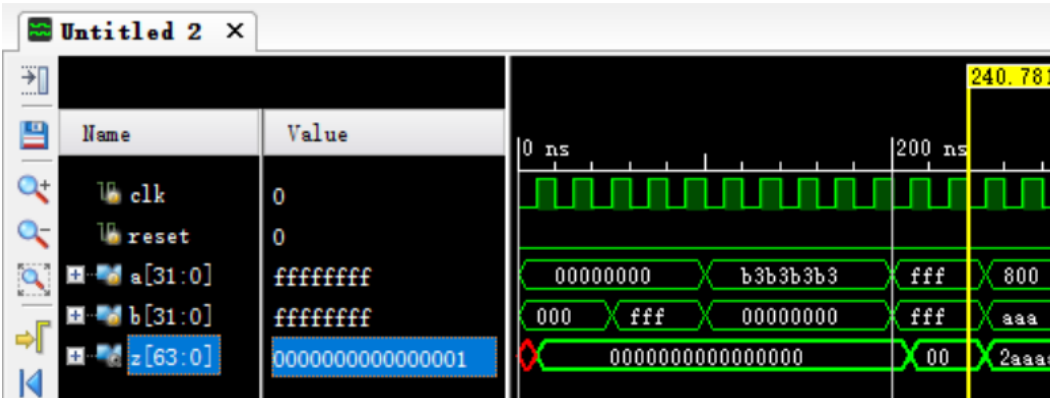 Untitled 2 X
240.781
Name Value
0 ns 200 ns
clk 0
reset 0
a[31:0] ffffffff 00000000 b3b3b3b3 fff 800
b[31:0] ffffffff 000 fff 00000000 fff aaa
z[63:0] 0000000000000001 0000000000000000 00 2aaa